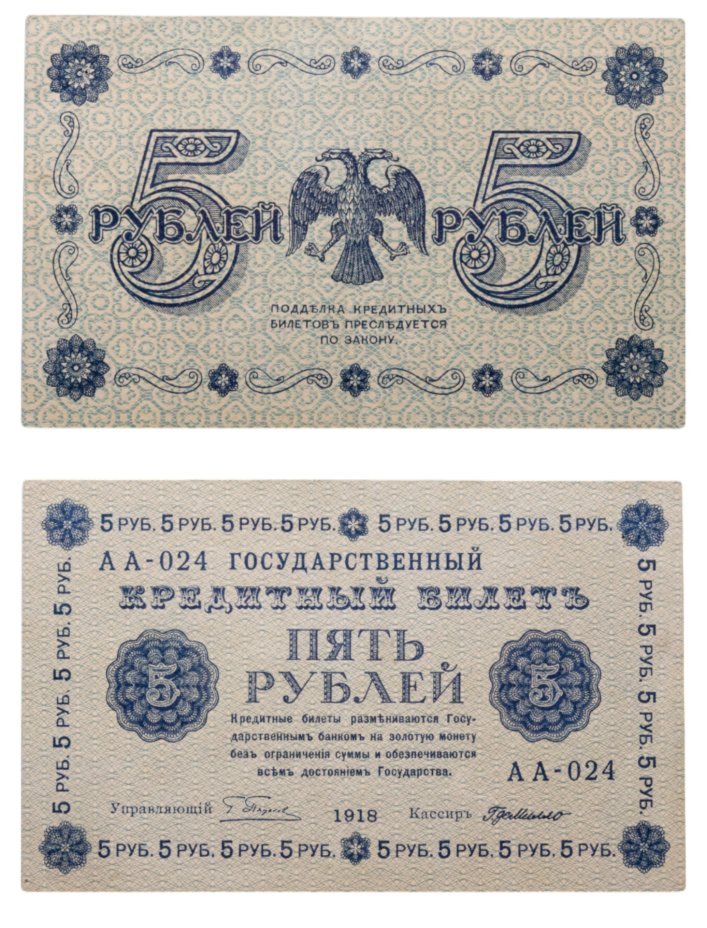 5 5
РУБЛЕЙ РУБЛЕЙ
ПОДДѢЛКА КРЕДИТНЫХЪ
БИЛЕТОВЪ ПРЕСЛѢДУЕТСЯ
ПО ЗАКОНУ.
5 РУБ. 5 РУБ. 5 РУБ. 5 РУБ. 5 РУБ. 5 РУБ. 5 РУБ. 5 РУБ.
АА-024 ГОСУДАРСТВЕННЫЙ
КРЕДИТНЫЙ БИЛЕТЪ
5 РУБ. 5 РУБ. 5 РУБ. 5 РУБ.
ПЯТЬ
РУБЛЕЙ
5 5
Кредитные билеты размѣниваются Госу-
дарственнымъ банкомъ на золотую монету
безъ ограниченія суммы и обезпечиваются
всѣмъ достояніемъ Государства.
АА-024
5 РУБ. 5 РУБ. 5 РУБ. 5 РУБ.
Управляющій 1918 Кассиръ
5 РУБ. 5 РУБ. 5 РУБ. 5 РУБ. 5 РУБ. 5 РУБ. 5 РУБ. 5 РУБ.